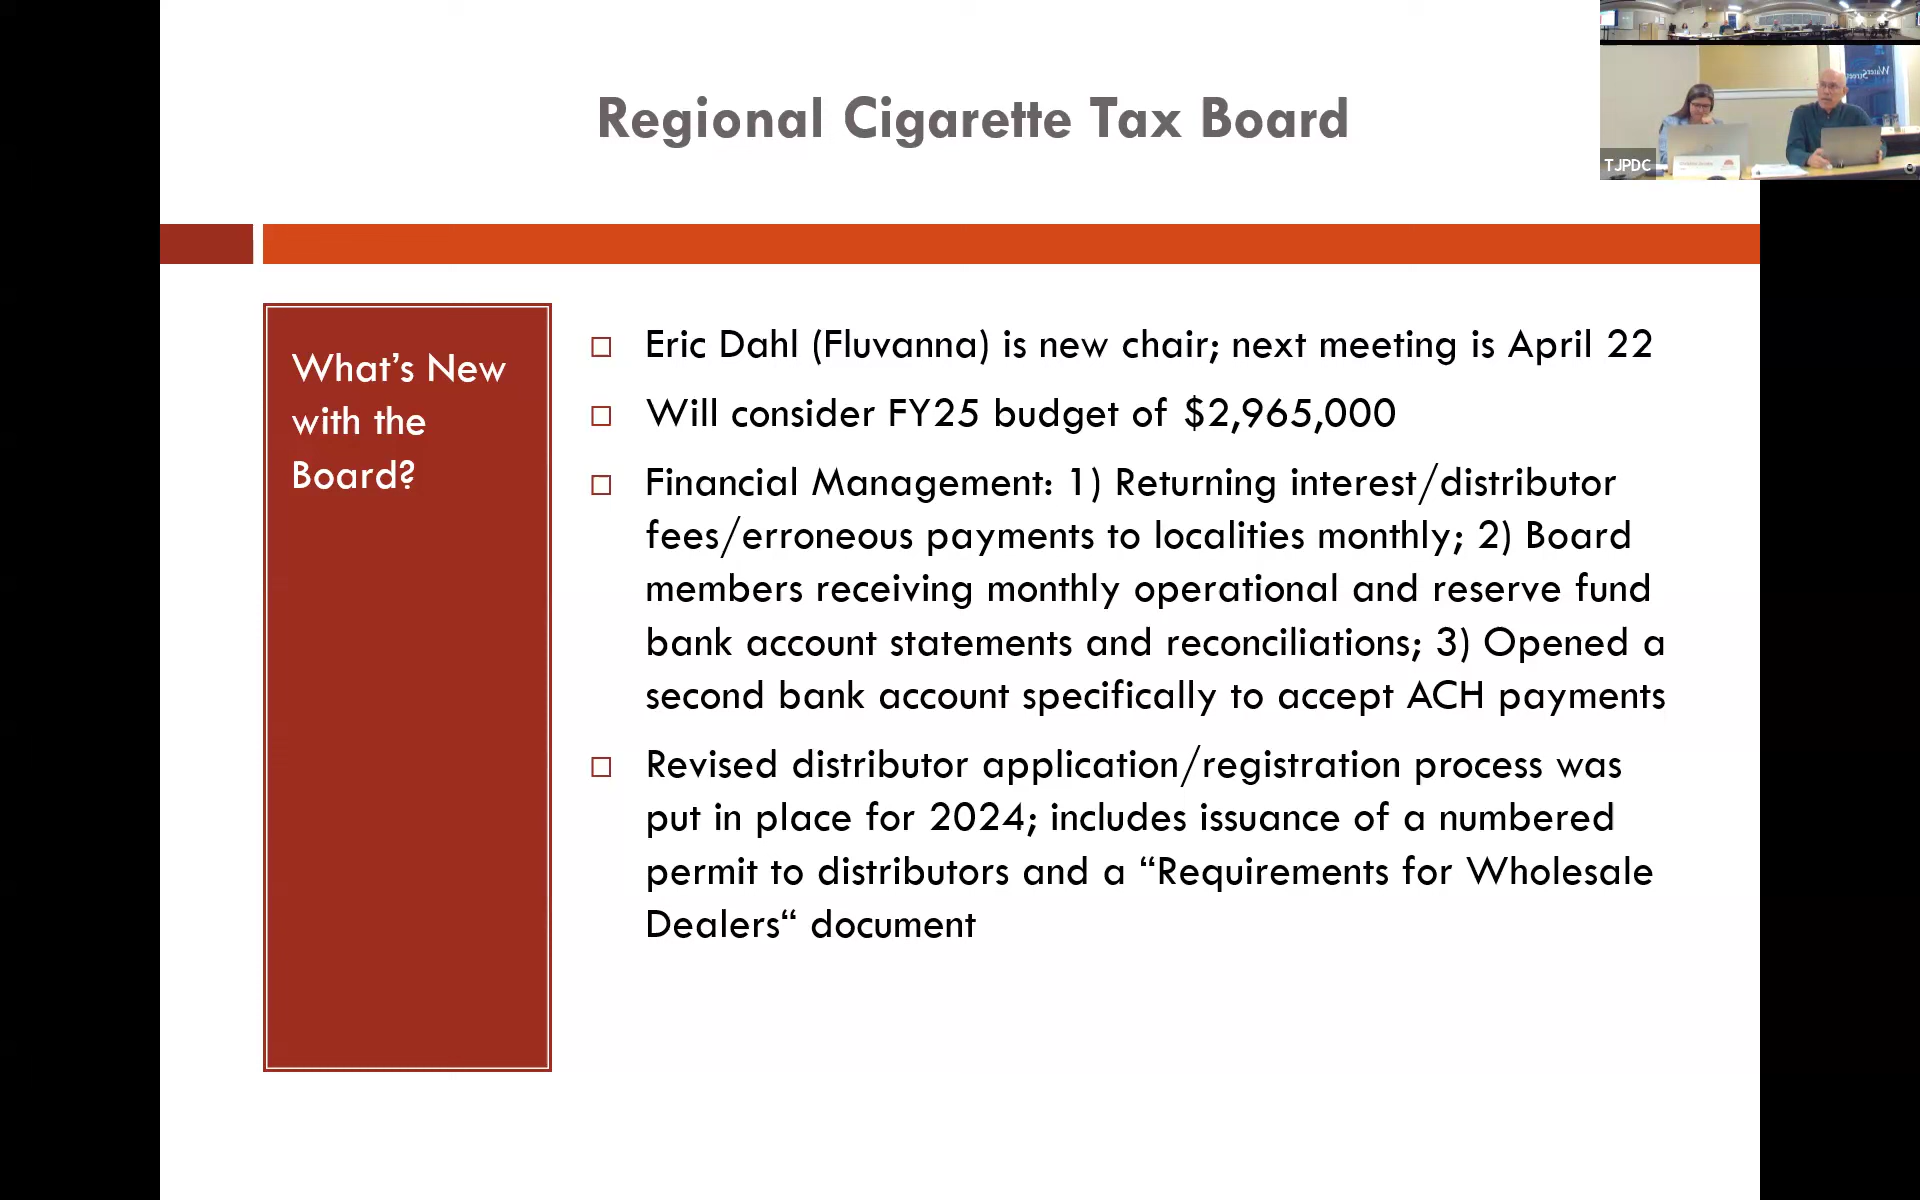 Regional Cigarette Tax Board
TJPDC
What's New
with the
Board?
Eric Dahl (Fluvanna) is new chair; next meeting is April 22
Will consider FY25 budget of $2,965,000
Financial Management: 1) Returning interest/distributor
fees/erroneous payments to localities monthly; 2) Board
members receiving monthly operational and reserve fund
bank account statements and reconciliations; 3) Opened a
second bank account specifically to accept ACH payments
Revised distributor application/registration process was
put in place for 2024; includes issuance of a numbered
permit to distributors and a “Requirements for Wholesale
Dealers“ document